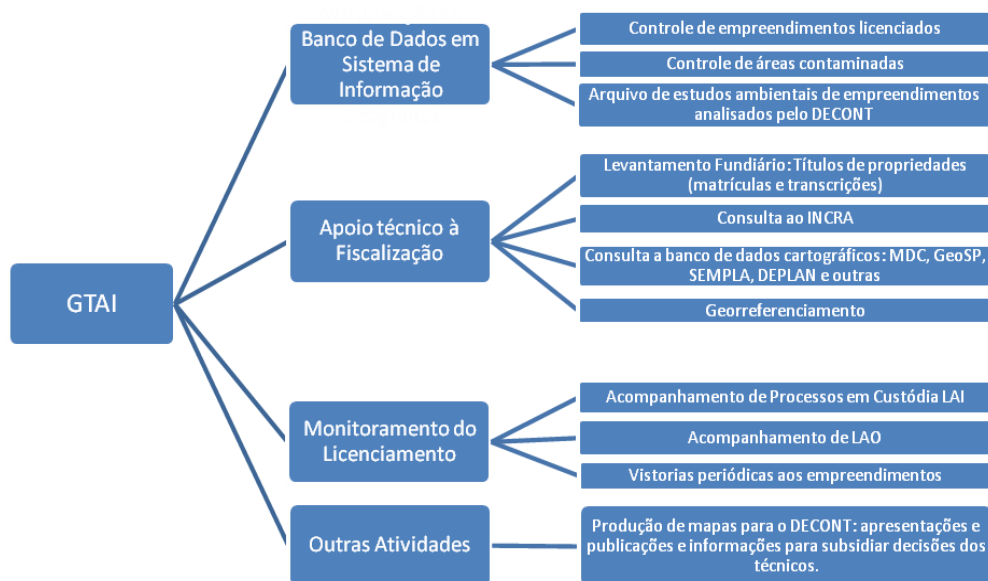 GTAI
Banco de Dados em
Sistema de
Informação
Controle de empreendimentos licenciados
Controle de áreas contaminadas
Arquivo de estudos ambientais de empreendimentos
analisados pelo DECONT
Apoio técnico à
Fiscalização
Levantamento Fundiário: Títulos de propriedades
(matrículas e transcrições)
Consulta ao INCRA
Consulta a banco de dados cartográficos: MDC, GeoSP,
SEMPLA, DEPLAN e outras
Georreferenciamento
Monitoramento do
Licenciamento
Acompanhamento de Processos em Custódia LAI
Acompanhamento de LAO
Vistorias periódicas aos empreendimentos
Outras Atividades
Produção de mapas para o DECONT: apresentações e
publicações e informações para subsidiar decisões dos
técnicos.